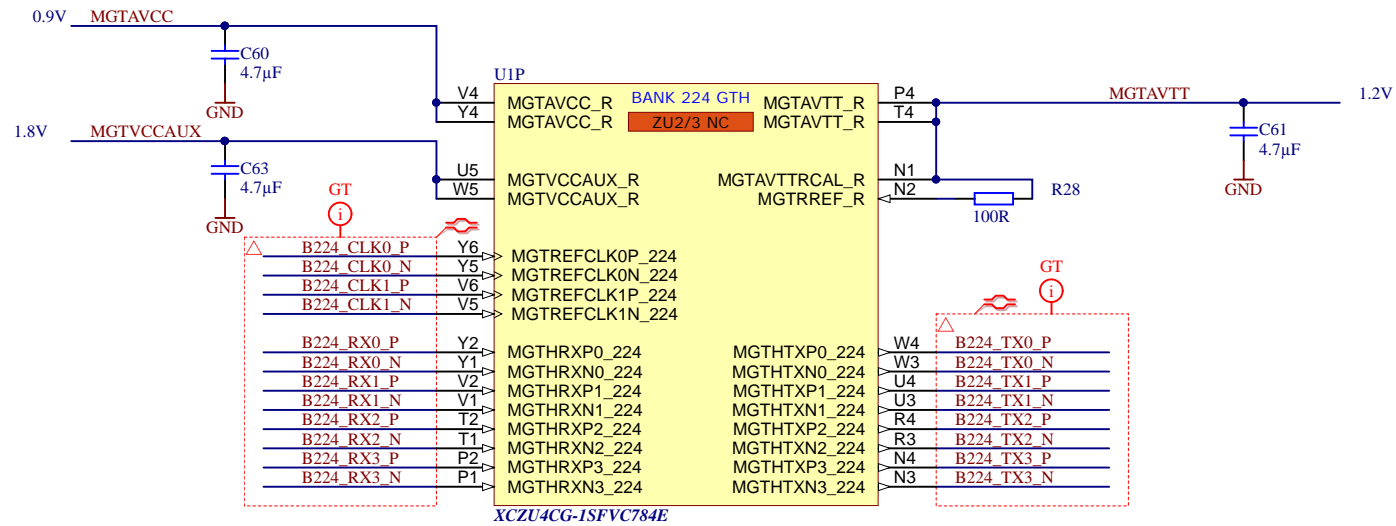 0.9V MGTAVCC
C60
4.7µF
GND
1.8V MGTVCCAUX
C63
4.7µF
GND
U1P
BANK 224 GTH
ZU2/3 NC
V4 MGTAVCC_R
Y4 MGTAVCC_R
U5 MGTVCCAUX_R
W5 MGTVCCAUX_R
MGTAVTT_R P4
MGTAVTT_R T4
MGTAVTTRCAL_R N1
MGTRREF_R N2
R28
100R
MGTAVTT 1.2V
C61
4.7µF
GND
GT
i
B224_CLK0_P Y6 MGTREFCLK0P_224
B224_CLK0_N Y5 MGTREFCLK0N_224
B224_CLK1_P V6 MGTREFCLK1P_224
B224_CLK1_N V5 MGTREFCLK1N_224
B224_RX0_P Y2 MGTHRXP0_224
B224_RX0_N Y1 MGTHRXN0_224
B224_RX1_P V2 MGTHRXP1_224
B224_RX1_N V1 MGTHRXN1_224
B224_RX2_P T2 MGTHRXP2_224
B224_RX2_N T1 MGTHRXN2_224
B224_RX3_P P2 MGTHRXP3_224
B224_RX3_N P1 MGTHRXN3_224
GT
i
MGTHTXP0_224 W4 B224_TX0_P
MGTHTXN0_224 W3 B224_TX0_N
MGTHTXP1_224 U4 B224_TX1_P
MGTHTXN1_224 U3 B224_TX1_N
MGTHTXP2_224 R4 B224_TX2_P
MGTHTXN2_224 R3 B224_TX2_N
MGTHTXP3_224 N4 B224_TX3_P
MGTHTXN3_224 N3 B224_TX3_N
XCZU4CG-1SFVC784E